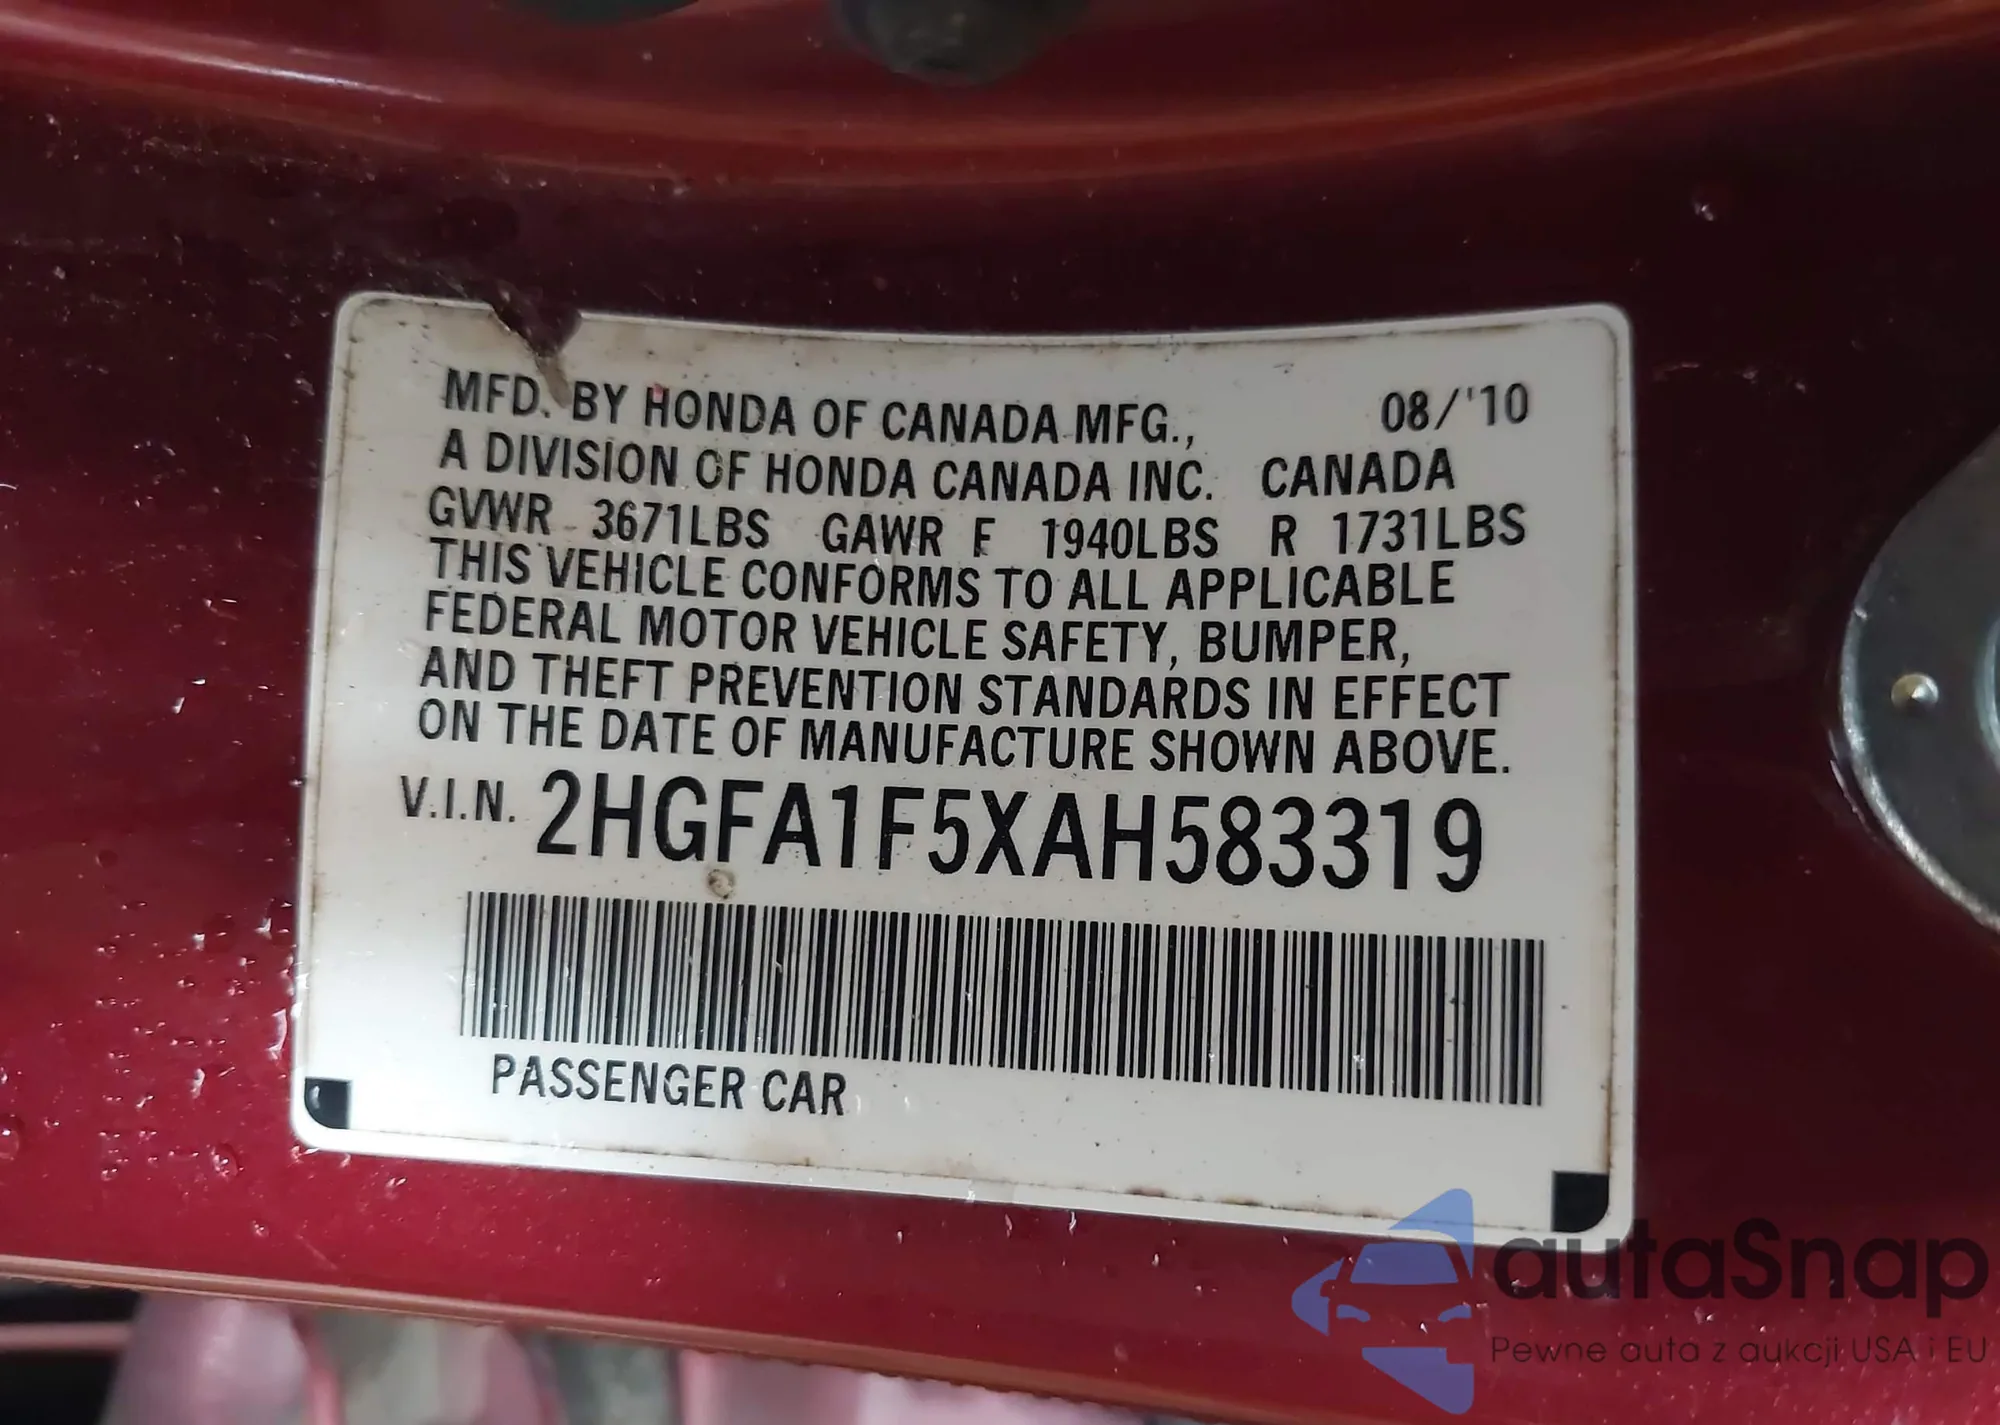 MFD. BY HONDA OF CANADA MFG., 08/'10
A DIVISION OF HONDA CANADA INC. CANADA
GVWR 3671LBS GAWR F 1940LBS R 1731LBS
THIS VEHICLE CONFORMS TO ALL APPLICABLE
FEDERAL MOTOR VEHICLE SAFETY, BUMPER,
AND THEFT PREVENTION STANDARDS IN EFFECT
ON THE DATE OF MANUFACTURE SHOWN ABOVE.
V.I.N. 2HGFA1F5XAH583319
PASSENGER CAR
autaSnap
Pewne auta z aukcji USA i EU